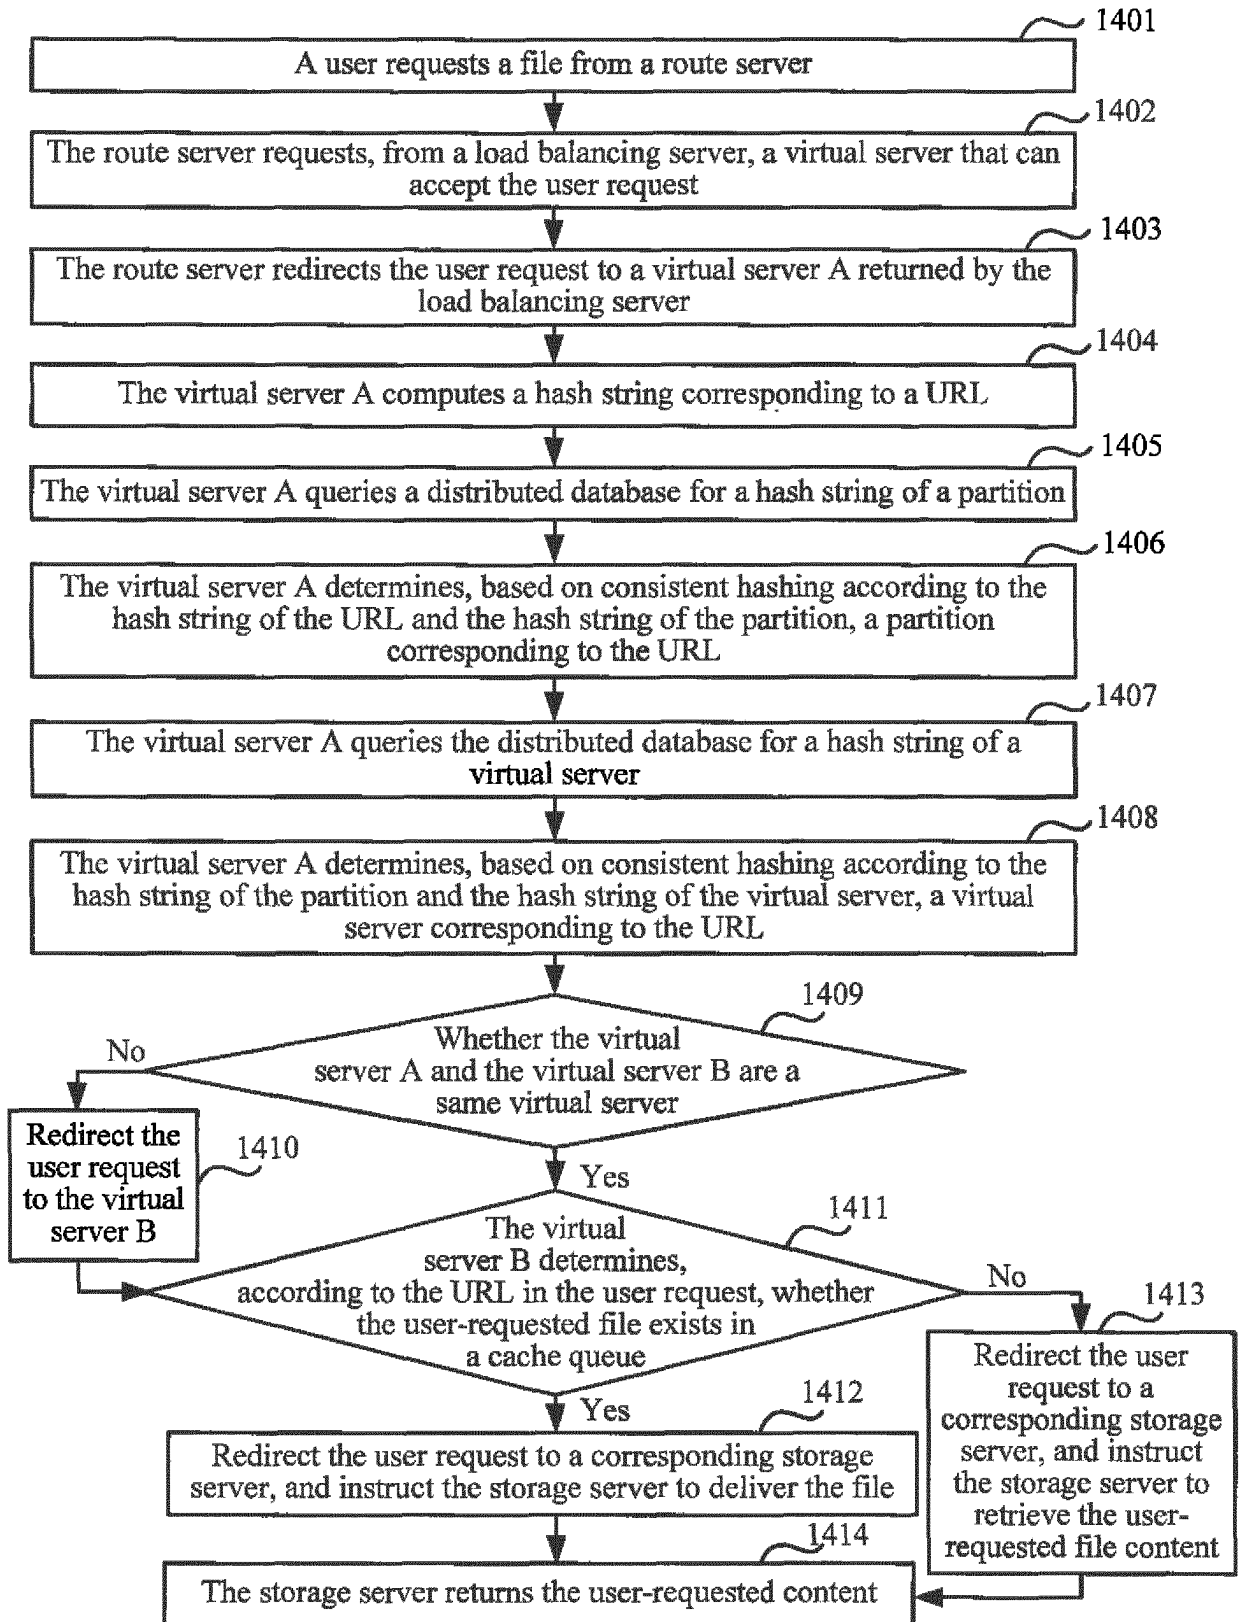 1401
A user requests a file from a route server
1402
The route server requests, from a load balancing server, a virtual server that can
accept the user request
1403
The route server redirects the user request to a virtual server A returned by the
load balancing server
1404
The virtual server A computes a hash string corresponding to a URL
1405
The virtual server A queries a distributed database for a hash string of a partition
1406
The virtual server A determines, based on consistent hashing according to the
hash string of the URL and the hash string of the partition, a partition
corresponding to the URL
1407
The virtual server A queries the distributed database for a hash string of a
virtual server
1408
The virtual server A determines, based on consistent hashing according to the
hash string of the partition and the hash string of the virtual server, a virtual
server corresponding to the URL
1409
Whether the virtual
server A and the virtual server B are a
same virtual server
No
Yes
1410
Redirect the
user request
to the virtual
server B
1411
The virtual
server B determines,
according to the URL in the user request, whether
the user-requested file exists in
a cache queue
No
Yes
1412
Redirect the user request to a corresponding storage
server, and instruct the storage server to deliver the file
1413
Redirect the user
request to a
corresponding storage
server, and instruct
the storage server to
retrieve the user-
requested file content
1414
The storage server returns the user-requested content